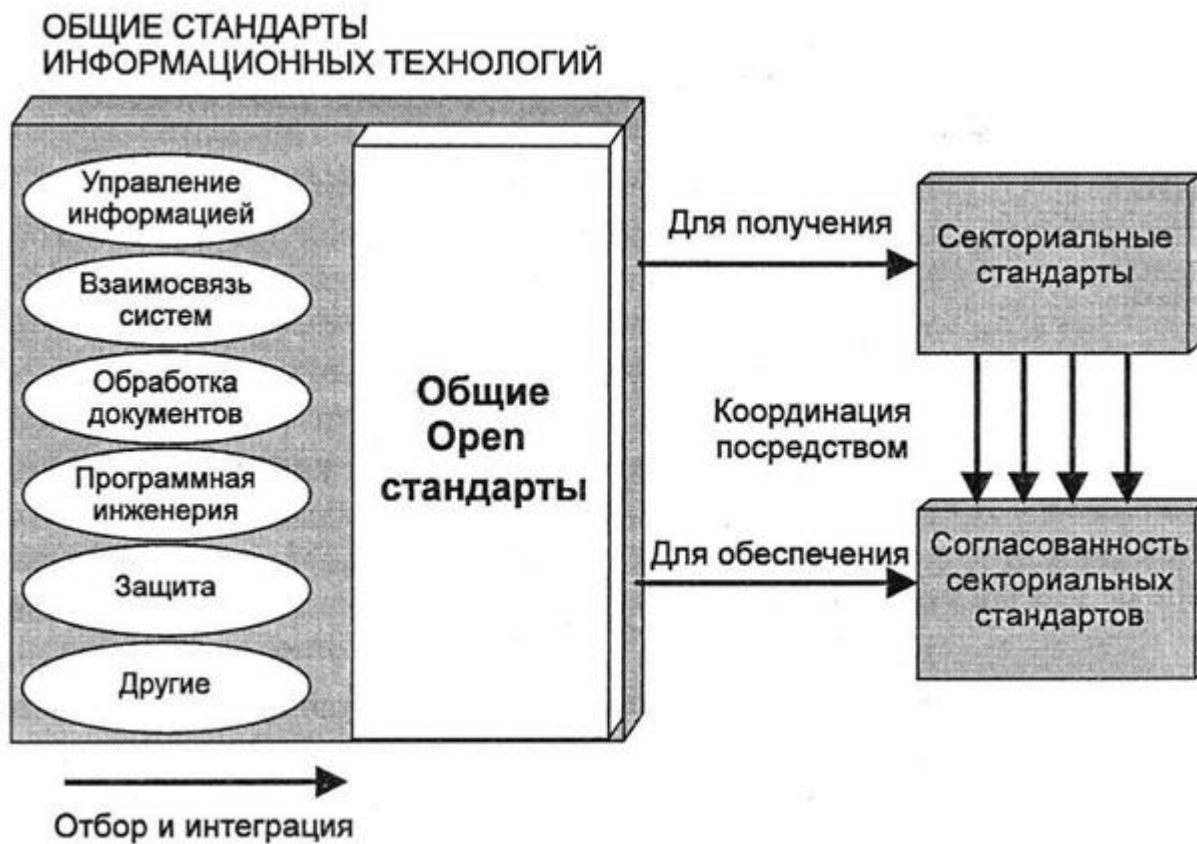 ОБЩИЕ СТАНДАРТЫ
ИНФОРМАЦИОННЫХ ТЕХНОЛОГИЙ
Управление
информацией
Взаимосвязь
систем
Обработка
документов
Программная
инженерия
Защита
Другие
Общие
Open
стандарты
Отбор и интеграция
Для получения
Секториальные
стандарты
Координация
посредством
Для обеспечения
Согласованность
секториальных
стандартов